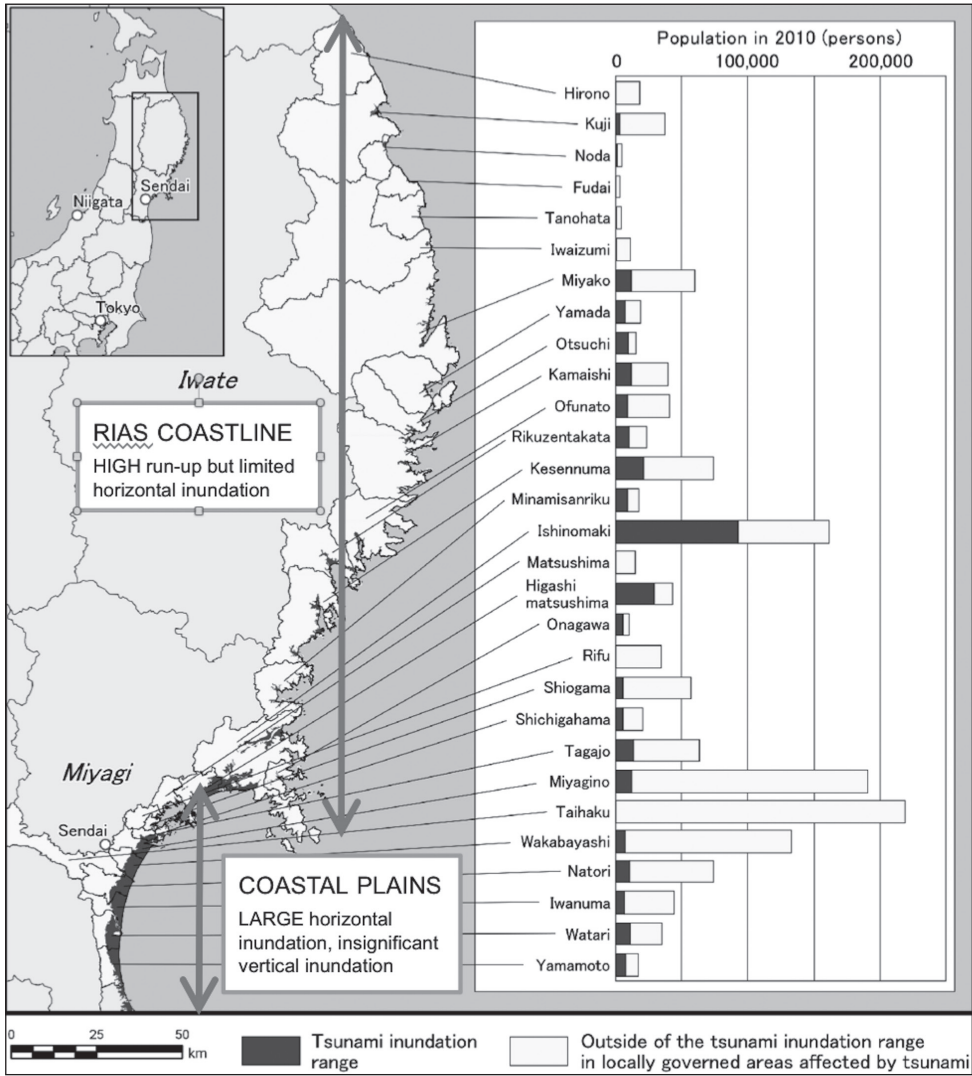 Population in 2010 (persons)
0 100,000 200,000
Hirono
Kuji
Noda
Fudai
Tanohata
Iwaizumi
Miyako
Yamada
Otsuchi
Kamaishi
Ofunato
Rikuzentakata
Kesennuma
Minamisanriku
Ishinomaki
Matsushima
Higashi
matsushima
Onagawa
Rifu
Shiogama
Shichigahama
Tagajo
Miyagino
Taihaku
Wakabayashi
Natori
Iwanuma
Watari
Yamamoto
Sendai
Niigata
Tokyo
Iwate
RIAS COASTLINE
HIGH run-up but limited
horizontal inundation
Miyagi
Sendai
COASTAL PLAINS
LARGE horizontal
inundation, insignificant
vertical inundation
0 25 50
km
Tsunami inundation
range
Outside of the tsunami inundation range
in locally governed areas affected by tsunami